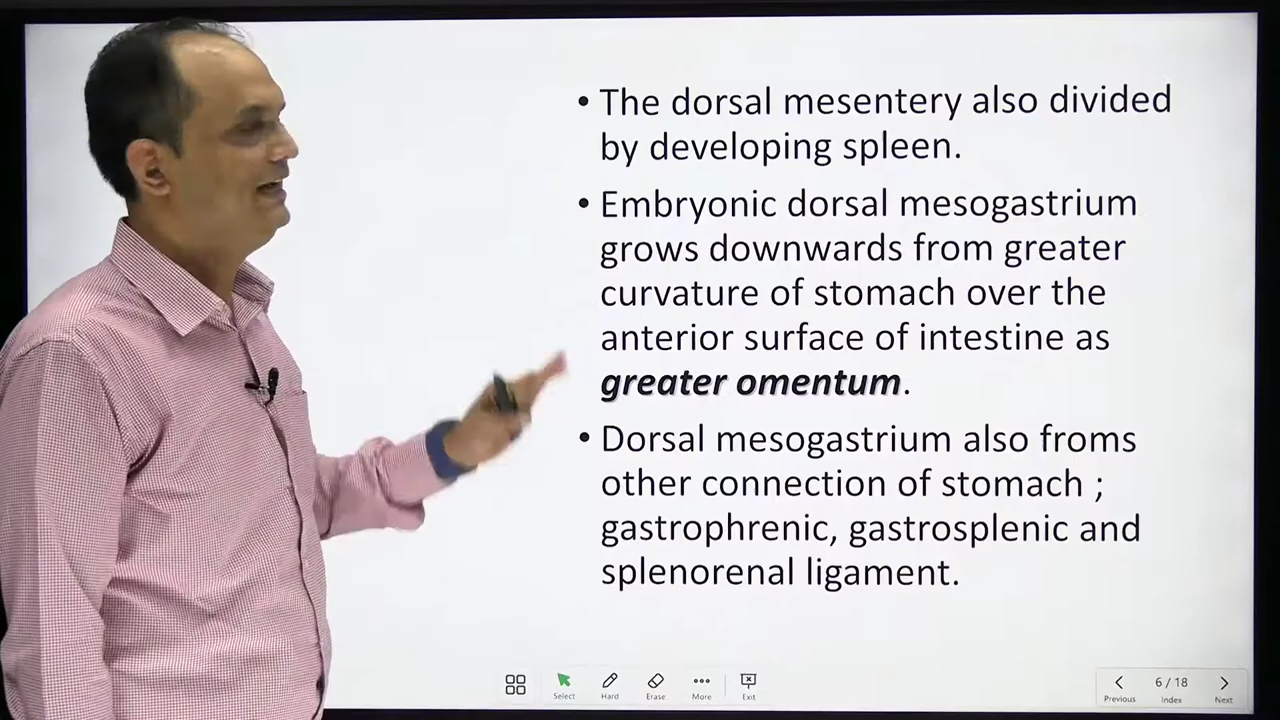 • The dorsal mesentery also divided
by developing spleen.
• Embryonic dorsal mesogastrium
grows downwards from greater
curvature of stomach over the
anterior surface of intestine as
greater omentum.
• Dorsal mesogastrium also froms
other connection of stomach ;
gastrophrenic, gastrosplenic and
splenorenal ligament.
Select
Hard
Erase
More
Exit
Previous
6 / 18
Index
Next